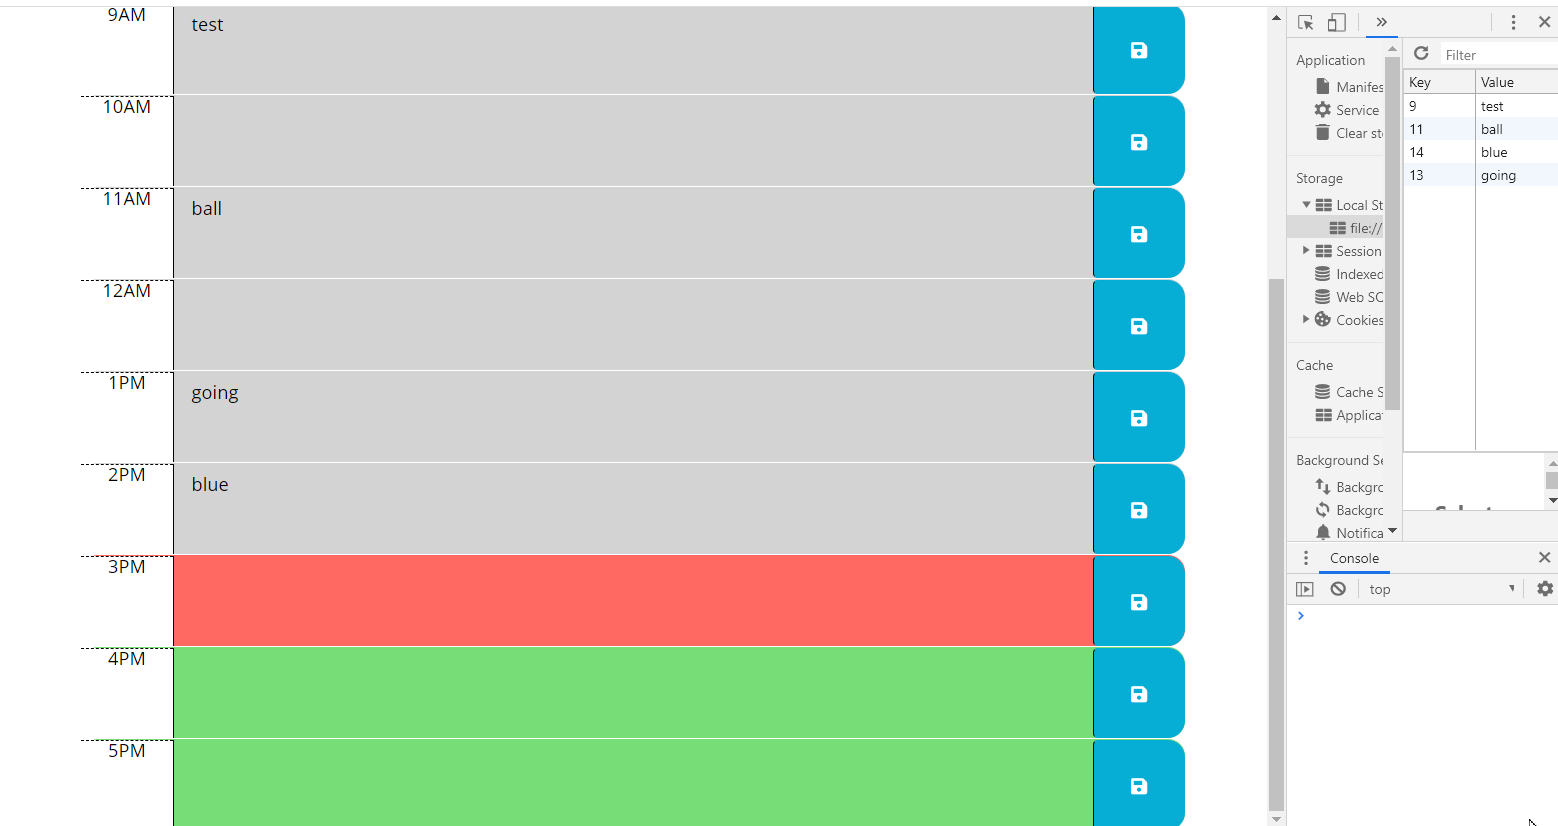 9AM test
10AM
11AM ball
12AM
1PM going
2PM blue
3PM
4PM
5PM
Application
Manifes
Service
Clear st
Storage
Local St
file://
Session
Indexed
Web SC
Cookies
Cache
Cache S
Applica
Background Se
Backgrc
Backgrc
Notifica
Filter
Key Value
9 test
11 ball
14 blue
13 going
Console
top